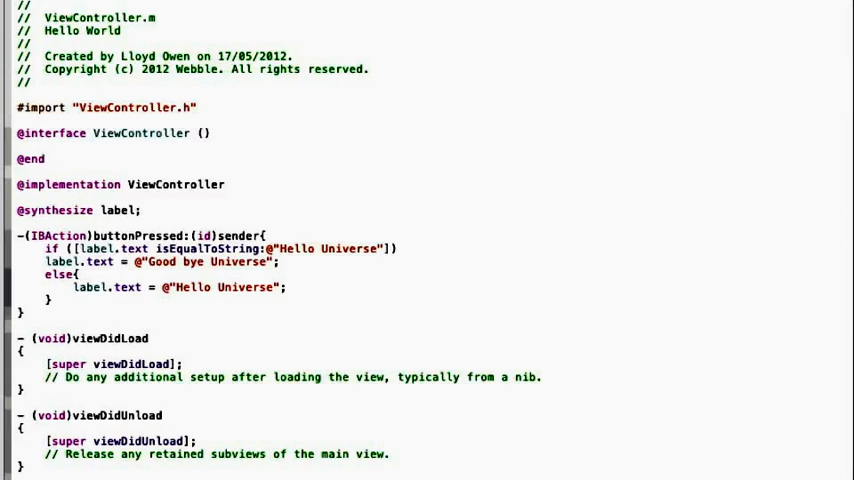 //
//  ViewController.m
//  Hello World
//
//  Created by Lloyd Owen on 17/05/2012.
//  Copyright (c) 2012 Webble. All rights reserved.
//
#import "ViewController.h"
@interface ViewController ()
@end
@implementation ViewController
@synthesize label;
-(IBAction)buttonPressed:(id)sender{
    if ([label.text isEqualToString:@"Hello Universe"])
    label.text = @"Good bye Universe";
    else{
        label.text = @"Hello Universe";
    }
}
- (void)viewDidLoad
{
    [super viewDidLoad];
    // Do any additional setup after loading the view, typically from a nib.
}
- (void)viewDidUnload
{
    [super viewDidUnload];
    // Release any retained subviews of the main view.
}